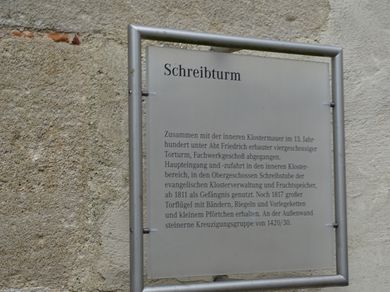 Schreibturm
Zusammen mit der inneren Klostermauer im 13. Jahr-
hundert unter Abt Friedrich erbauter viergeschossiger
Torturm, Fachwerkgeschoß abgegangen.
Haupteingang und -zufahrt in den inneren Kloster-
bereich, in den Obergeschossen Schreibstube der
evangelischen Klosterverwaltung und Fruchtspeicher,
ab 1811 als Gefängnis genutzt. Noch 1817 großer
Torflügel mit Bändern, Riegeln und Vorlegeketten
und kleinem Pförtchen erhalten. An der Außenwand
steinerne Kreuzigungsgruppe von 1420/30.